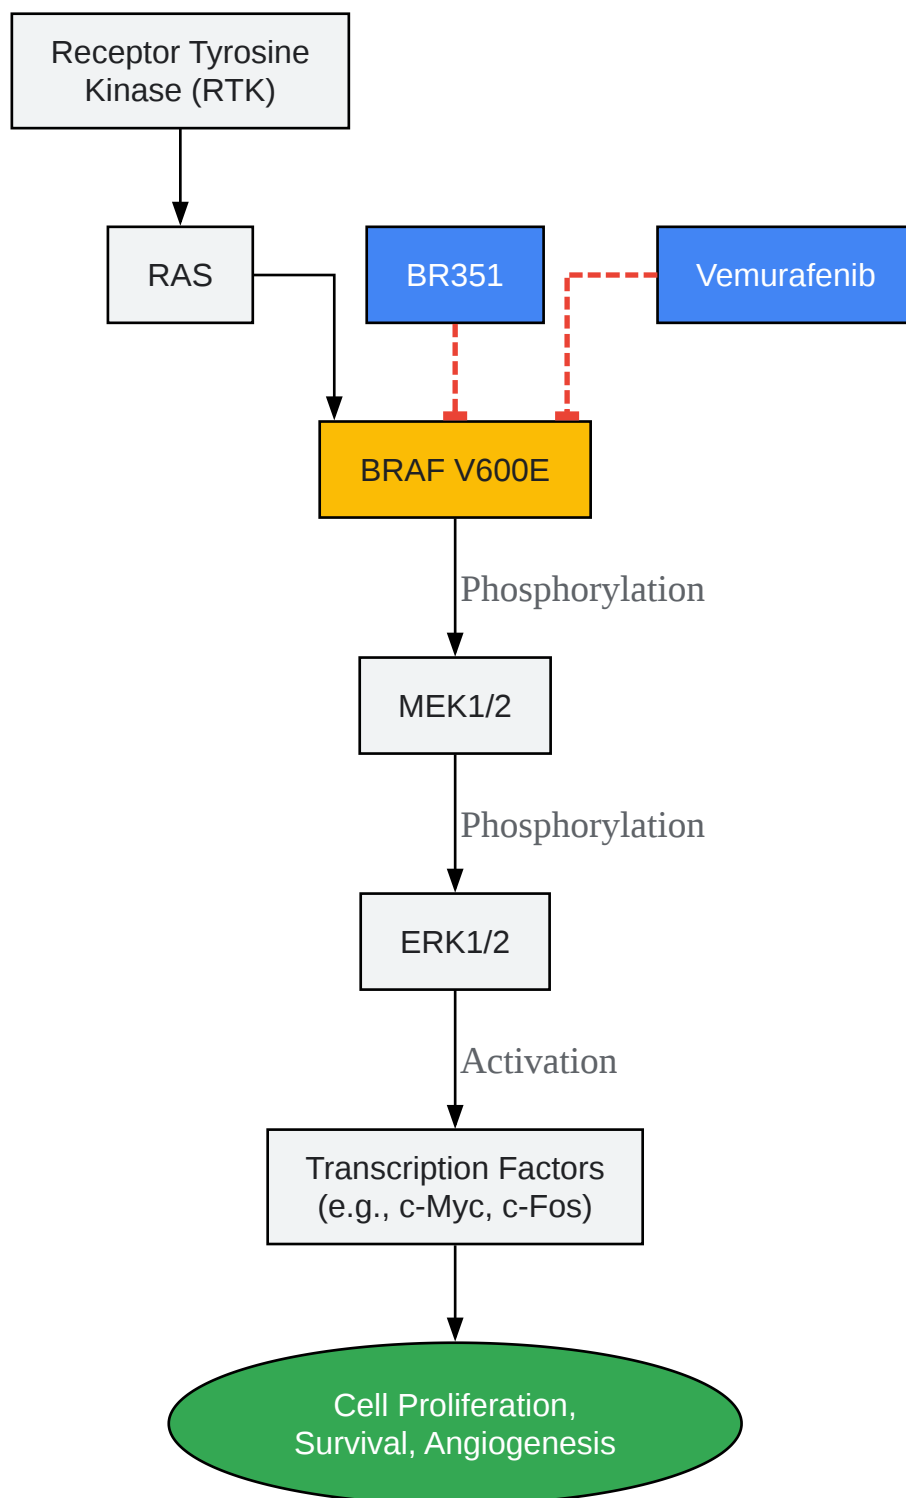 Receptor Tyrosine
Kinase (RTK)
RAS
BR351
Vemurafenib
BRAF V600E
Phosphorylation
MEK1/2
Phosphorylation
ERK1/2
Activation
Transcription Factors
(e.g., c-Myc, c-Fos)
Cell Proliferation,
Survival, Angiogenesis